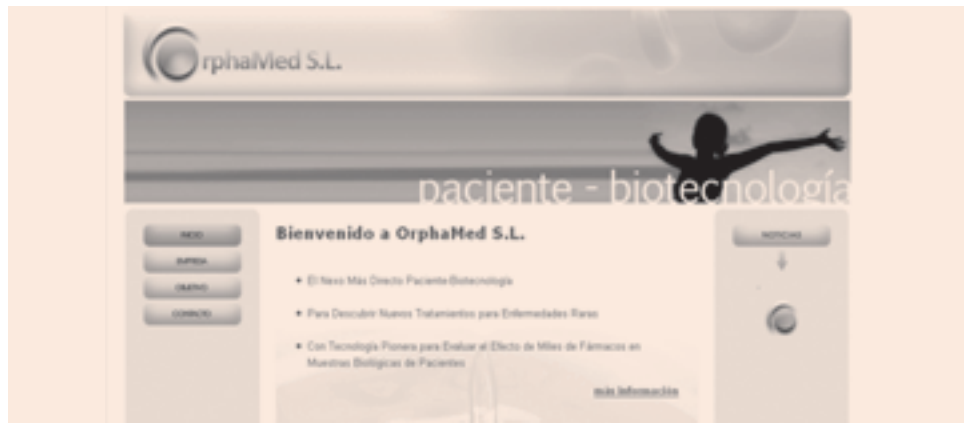 OrphaMed S.L.
paciente - biotecnología
INICIO
EMPRESA
OBJETIVO
CONTACTO
Bienvenido a OrphaMed S.L.
El Nexo Más Directo Paciente-Biotecnología
Para Descubrir Nuevos Tratamientos para Enfermedades Raras
Con Tecnología Pionera para Evaluar el Efecto de Miles de Fármacos en
Muestras Biológicas de Pacientes
más información
NOTICIAS